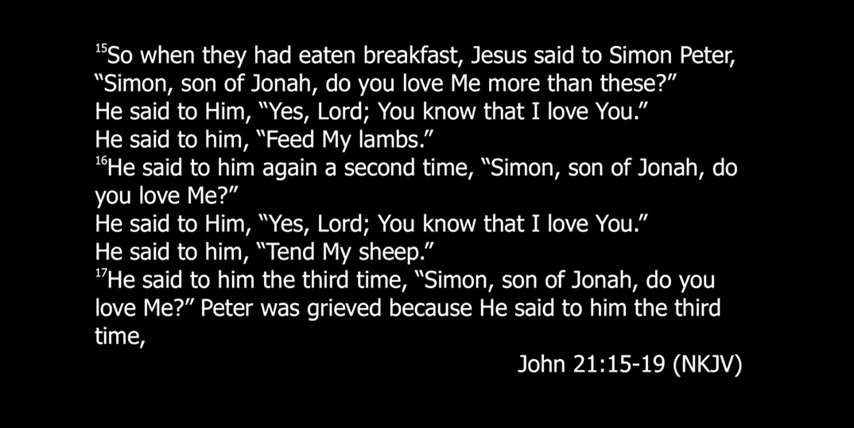 15So when they had eaten breakfast, Jesus said to Simon Peter,
“Simon, son of Jonah, do you love Me more than these?”
He said to Him, “Yes, Lord; You know that I love You.”
He said to him, “Feed My lambs.”
16He said to him again a second time, “Simon, son of Jonah, do
you love Me?”
He said to Him, “Yes, Lord; You know that I love You.”
He said to him, “Tend My sheep.”
17He said to him the third time, “Simon, son of Jonah, do you
love Me?” Peter was grieved because He said to him the third
time,
John 21:15-19 (NKJV)